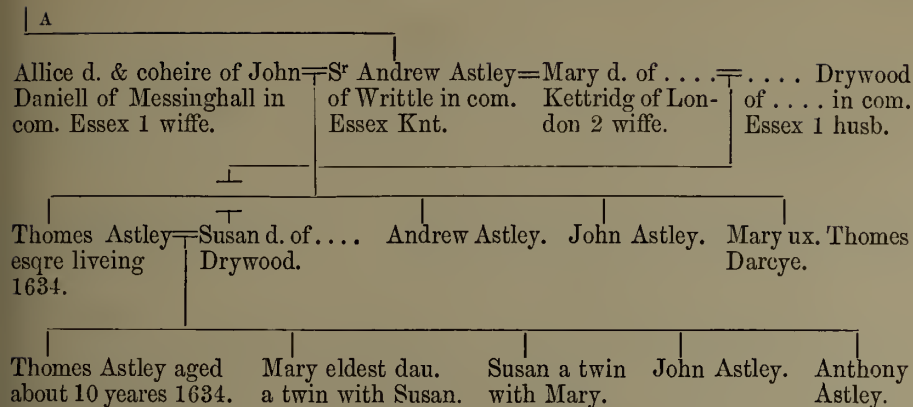 A
Allice d. & coheire of John
Daniell of Messinghall in
com. Essex 1 wiffe.
Sʳ Andrew Astley
of Writtle in com.
Essex Knt.
Mary d. of ....
Kettridg of Lon-
don 2 wiffe.
.... Drywood
of .... in com.
Essex 1 husb.
Thomes Astley
esqre liveing
1634.
Susan d. of....
Drywood.
Andrew Astley.
John Astley.
Mary ux. Thomes
Darcye.
Thomes Astley aged
about 10 yeares 1634.
Mary eldest dau.
a twin with Susan.
Susan a twin
with Mary.
John Astley.
Anthony
Astley.